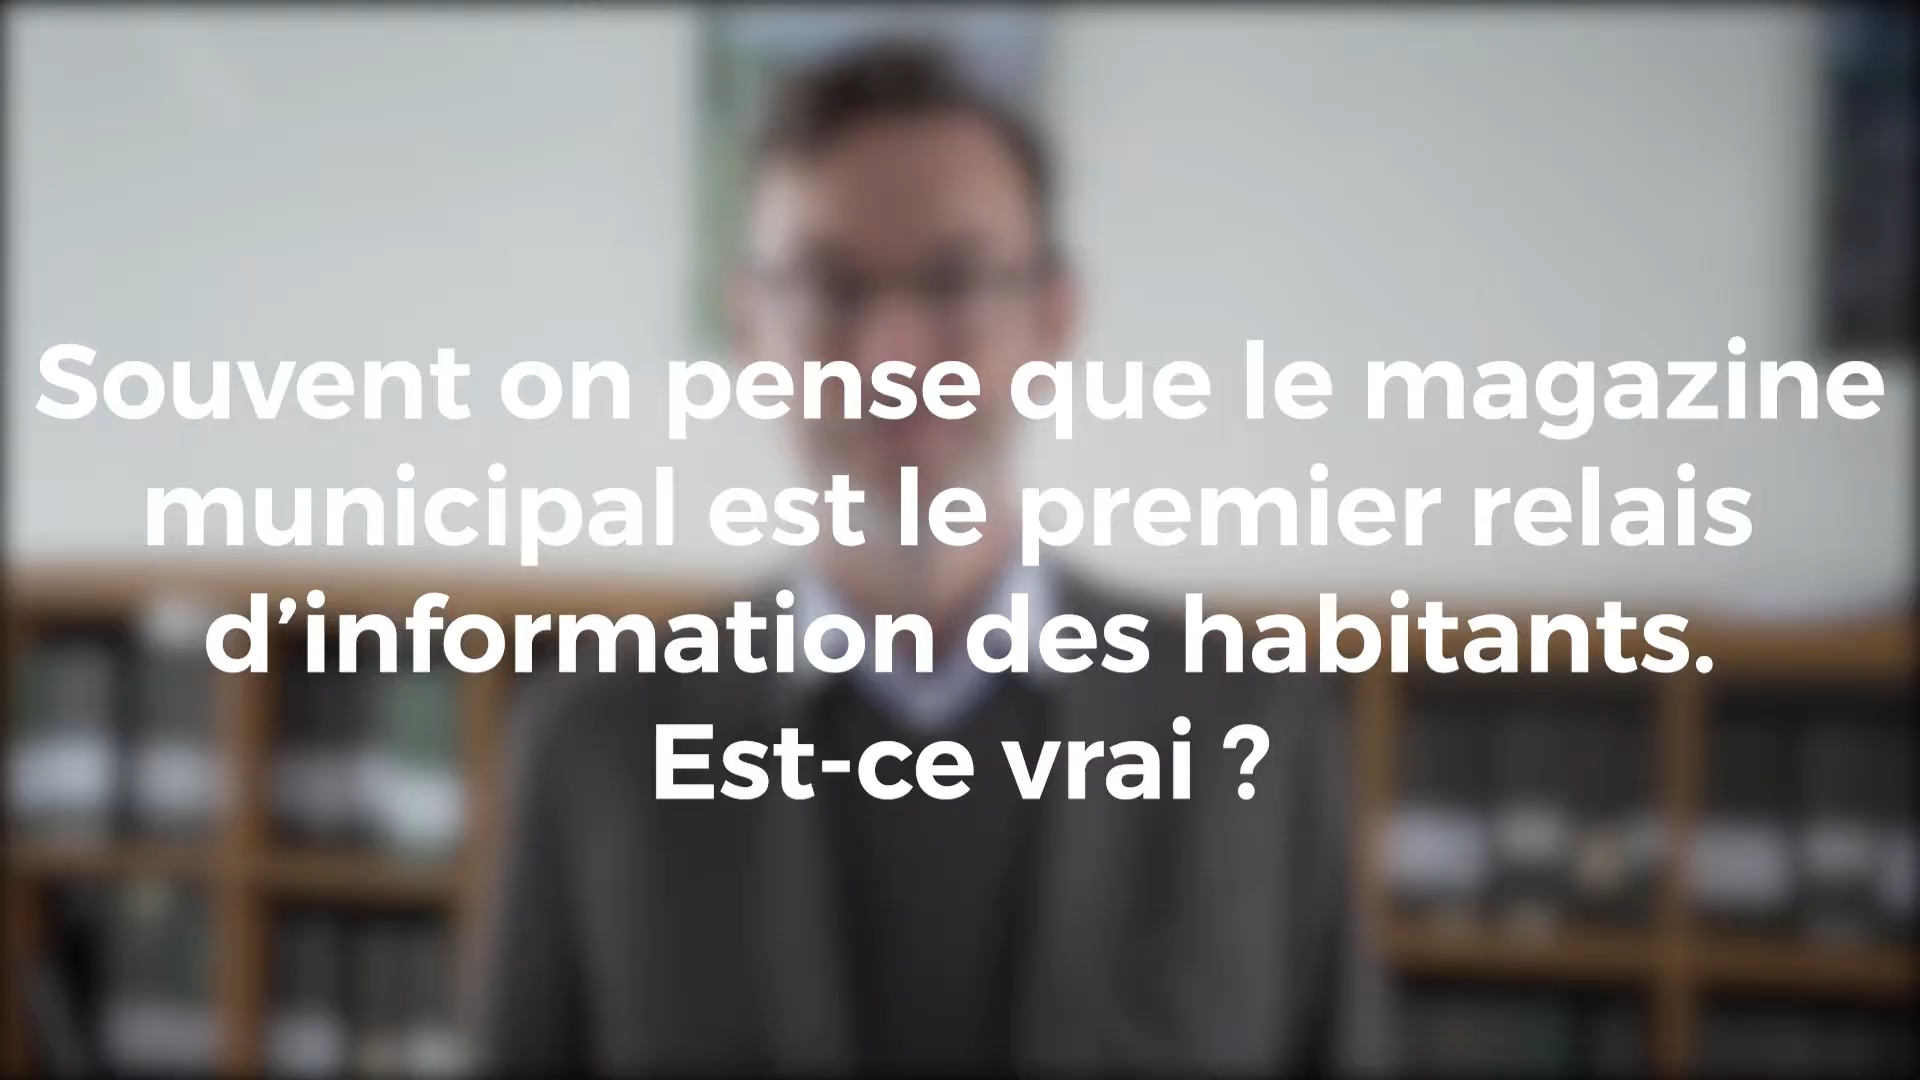 Souvent on pense que le magazine
municipal est le premier relais
d’information des habitants.
Est-ce vrai ?